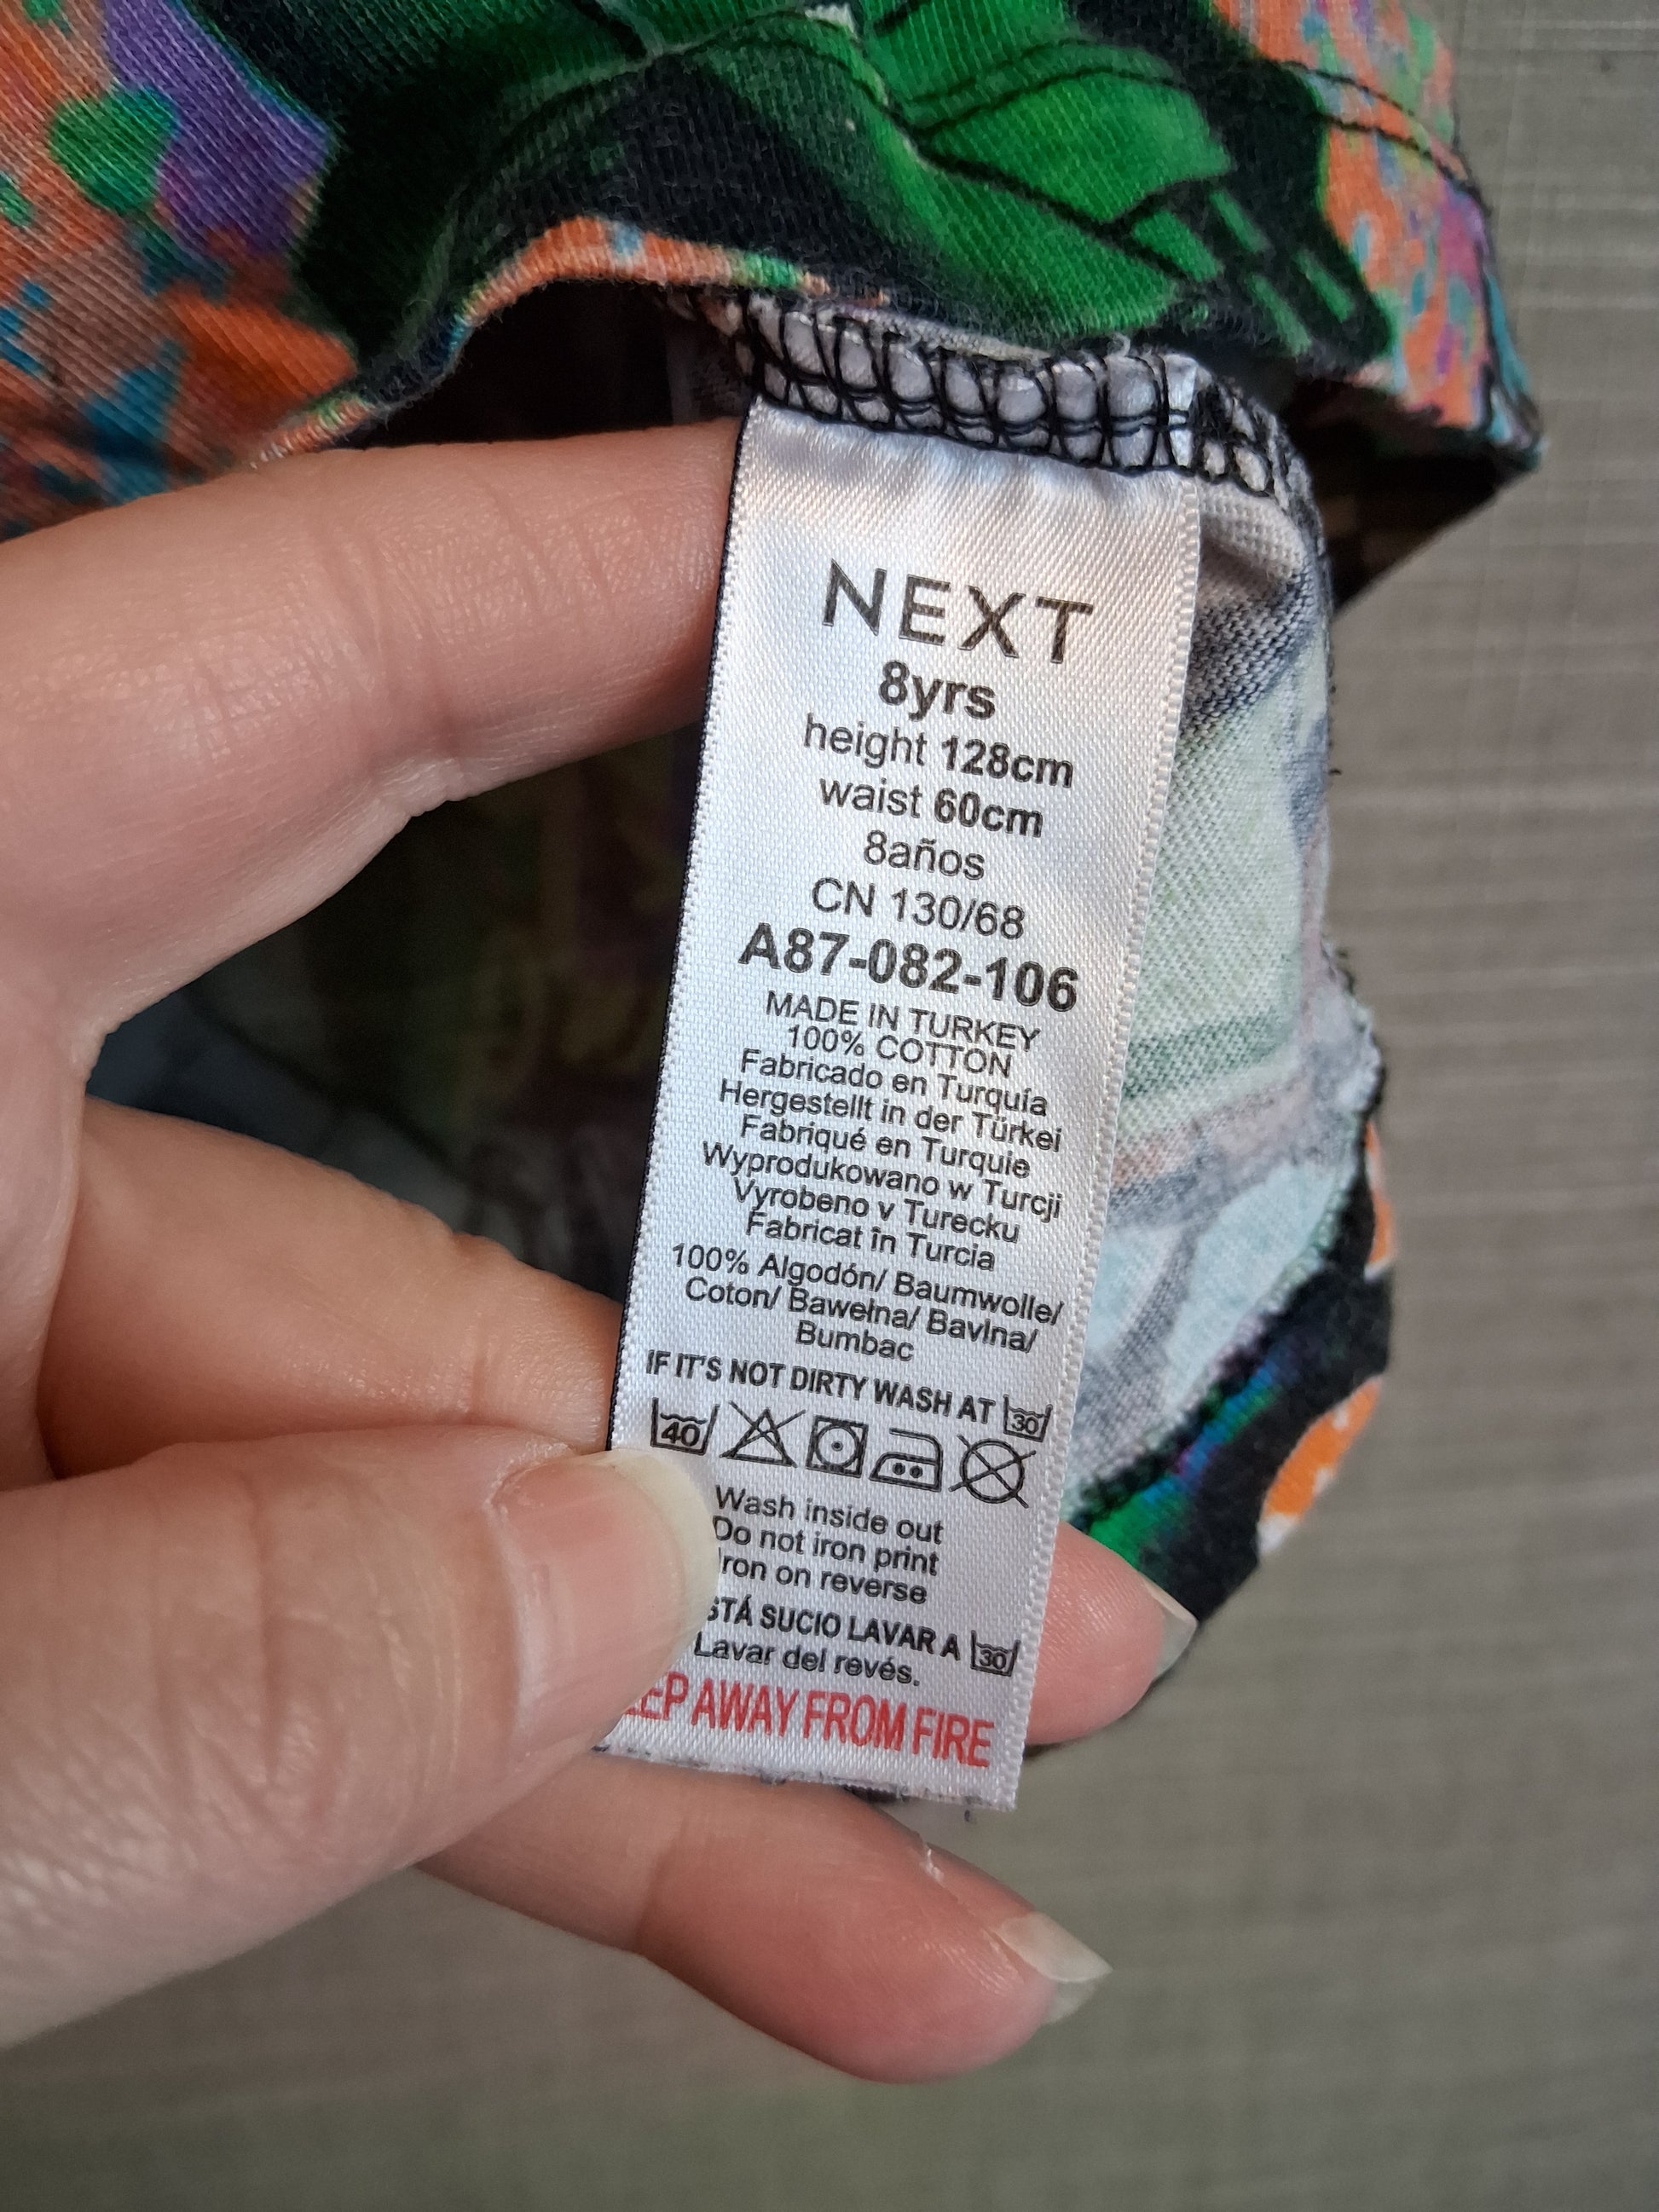 NEXT
8yrs
height 128cm
waist 60cm
8años
CN 130/68
A87-082-106
MADE IN TURKEY
100% COTTON
Fabricado en Turquía
Hergestellt in der Türkei
Fabriqué en Turquie
Wyprodukowano w Turcji
Vyrobeno v Turecku
Fabricat în Turcia
100% Algodón/ Baumwolle/
Coton/ Bawełna/ Bavlna/
Bumbac
IF IT'S NOT DIRTY WASH AT 30
40
Wash inside out
Do not iron print
Iron on reverse
STÁ SUCIO LAVAR A 30
Lavar del revés.
EEP AWAY FROM FIRE